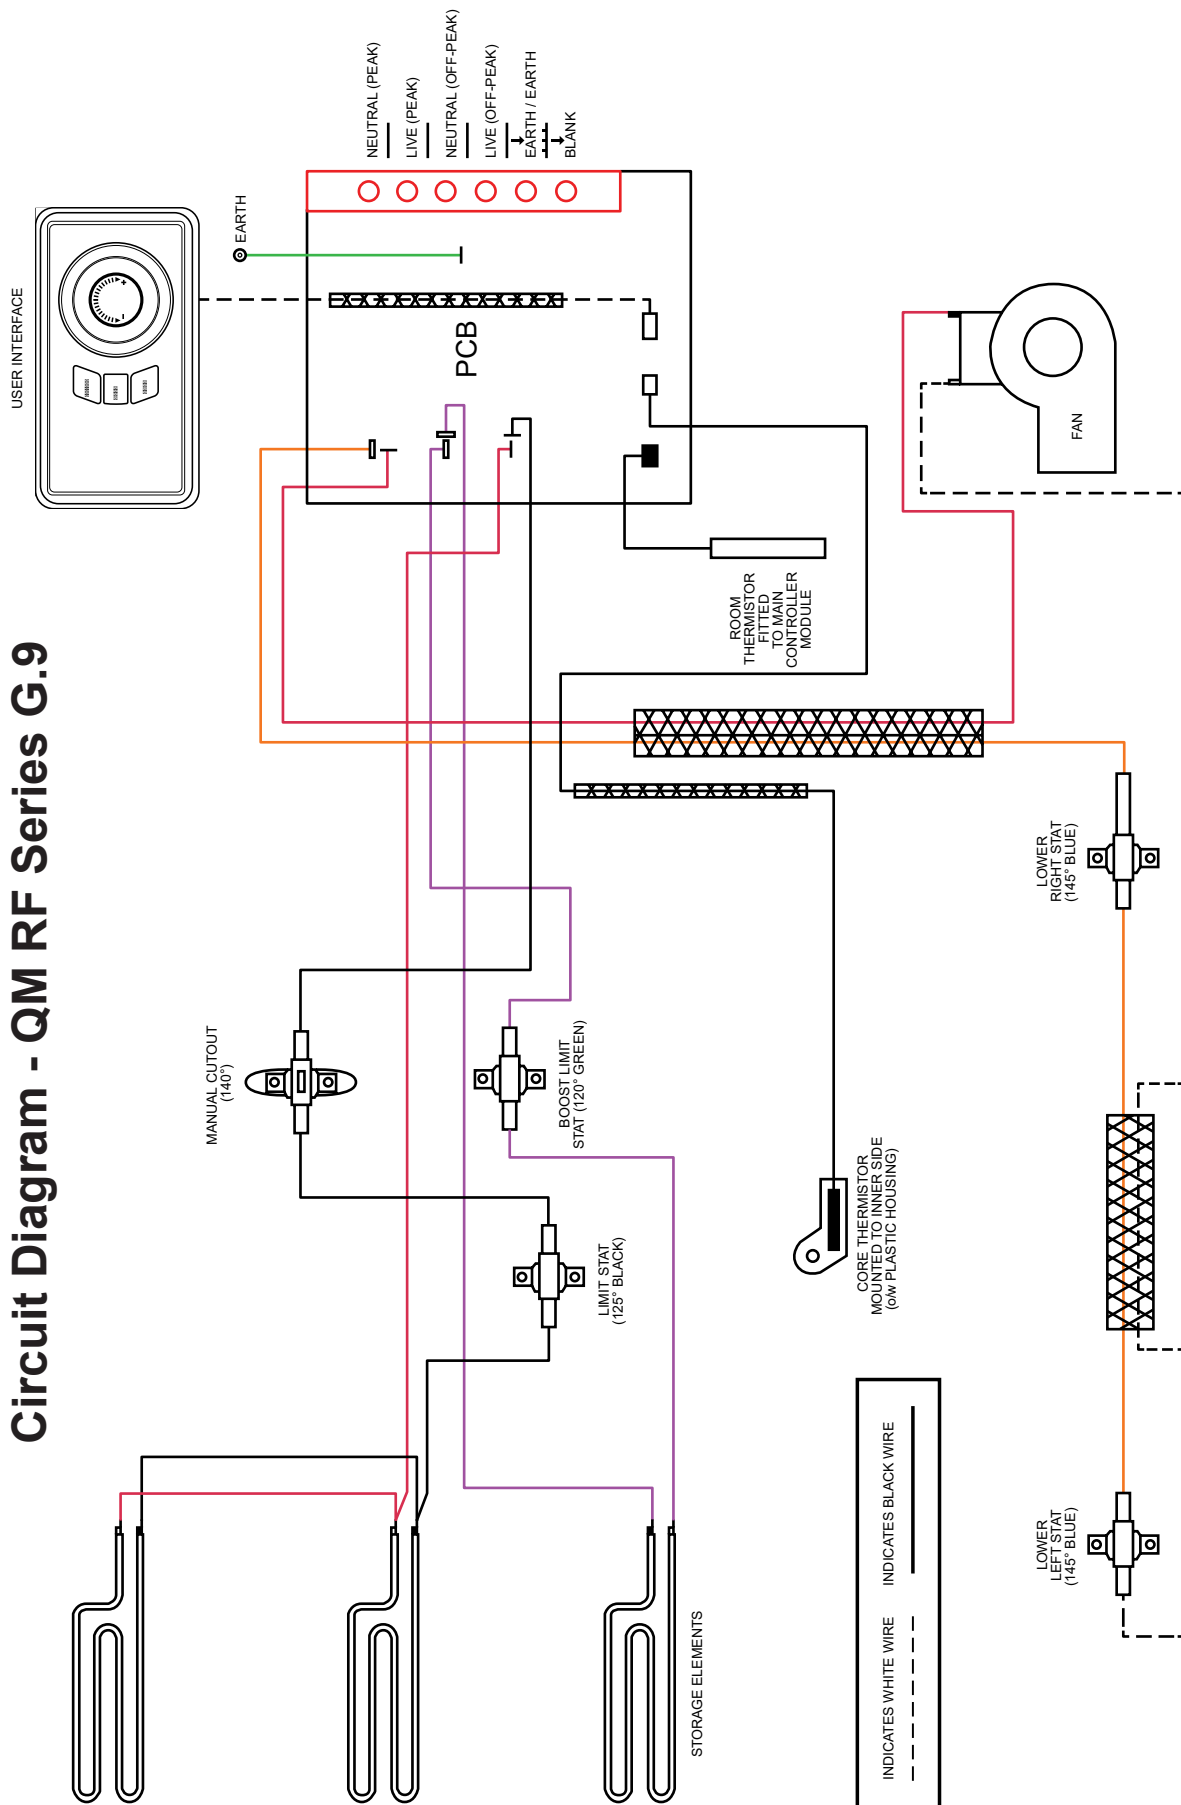 Circuit Diagram - QM RF Series G.9
USER INTERFACE
EARTH
NEUTRAL (PEAK)
LIVE (PEAK)
NEUTRAL (OFF-PEAK)
LIVE (OFF-PEAK)
EARTH / EARTH
BLANK
PCB
FAN
ROOM
THERMISTOR
FITTED
TO MAIN
CONTROLLER
MODULE
MANUAL CUTOUT
(140°)
BOOST LIMIT
STAT (120° GREEN)
LIMIT STAT
(125° BLACK)
CORE THERMISTOR
MOUNTED TO INNER SIDE
(o/w PLASTIC HOUSING)
LOWER
RIGHT STAT
(145° BLUE)
LOWER
LEFT STAT
(145° BLUE)
STORAGE ELEMENTS
INDICATES WHITE WIRE
INDICATES BLACK WIRE